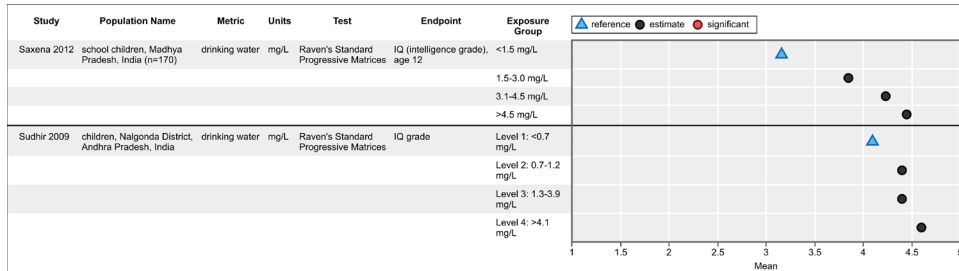 Study Population Name Metric Units Test Endpoint Exposure Group
reference estimate significant
Saxena 2012 school children, Madhya Pradesh, India (n=170) drinking water mg/L Raven's Standard Progressive Matrices IQ (intelligence grade), age 12 <1.5 mg/L
1.5-3.0 mg/L
3.1-4.5 mg/L
>4.5 mg/L
Sudhir 2009 children, Nalgonda District, Andhra Pradesh, India drinking water mg/L Raven's Standard Progressive Matrices IQ grade Level 1: <0.7 mg/L
Level 2: 0.7-1.2 mg/L
Level 3: 1.3-3.9 mg/L
Level 4: >4.1 mg/L
1 1.5 2 2.5 3 3.5 4 4.5 5
Mean